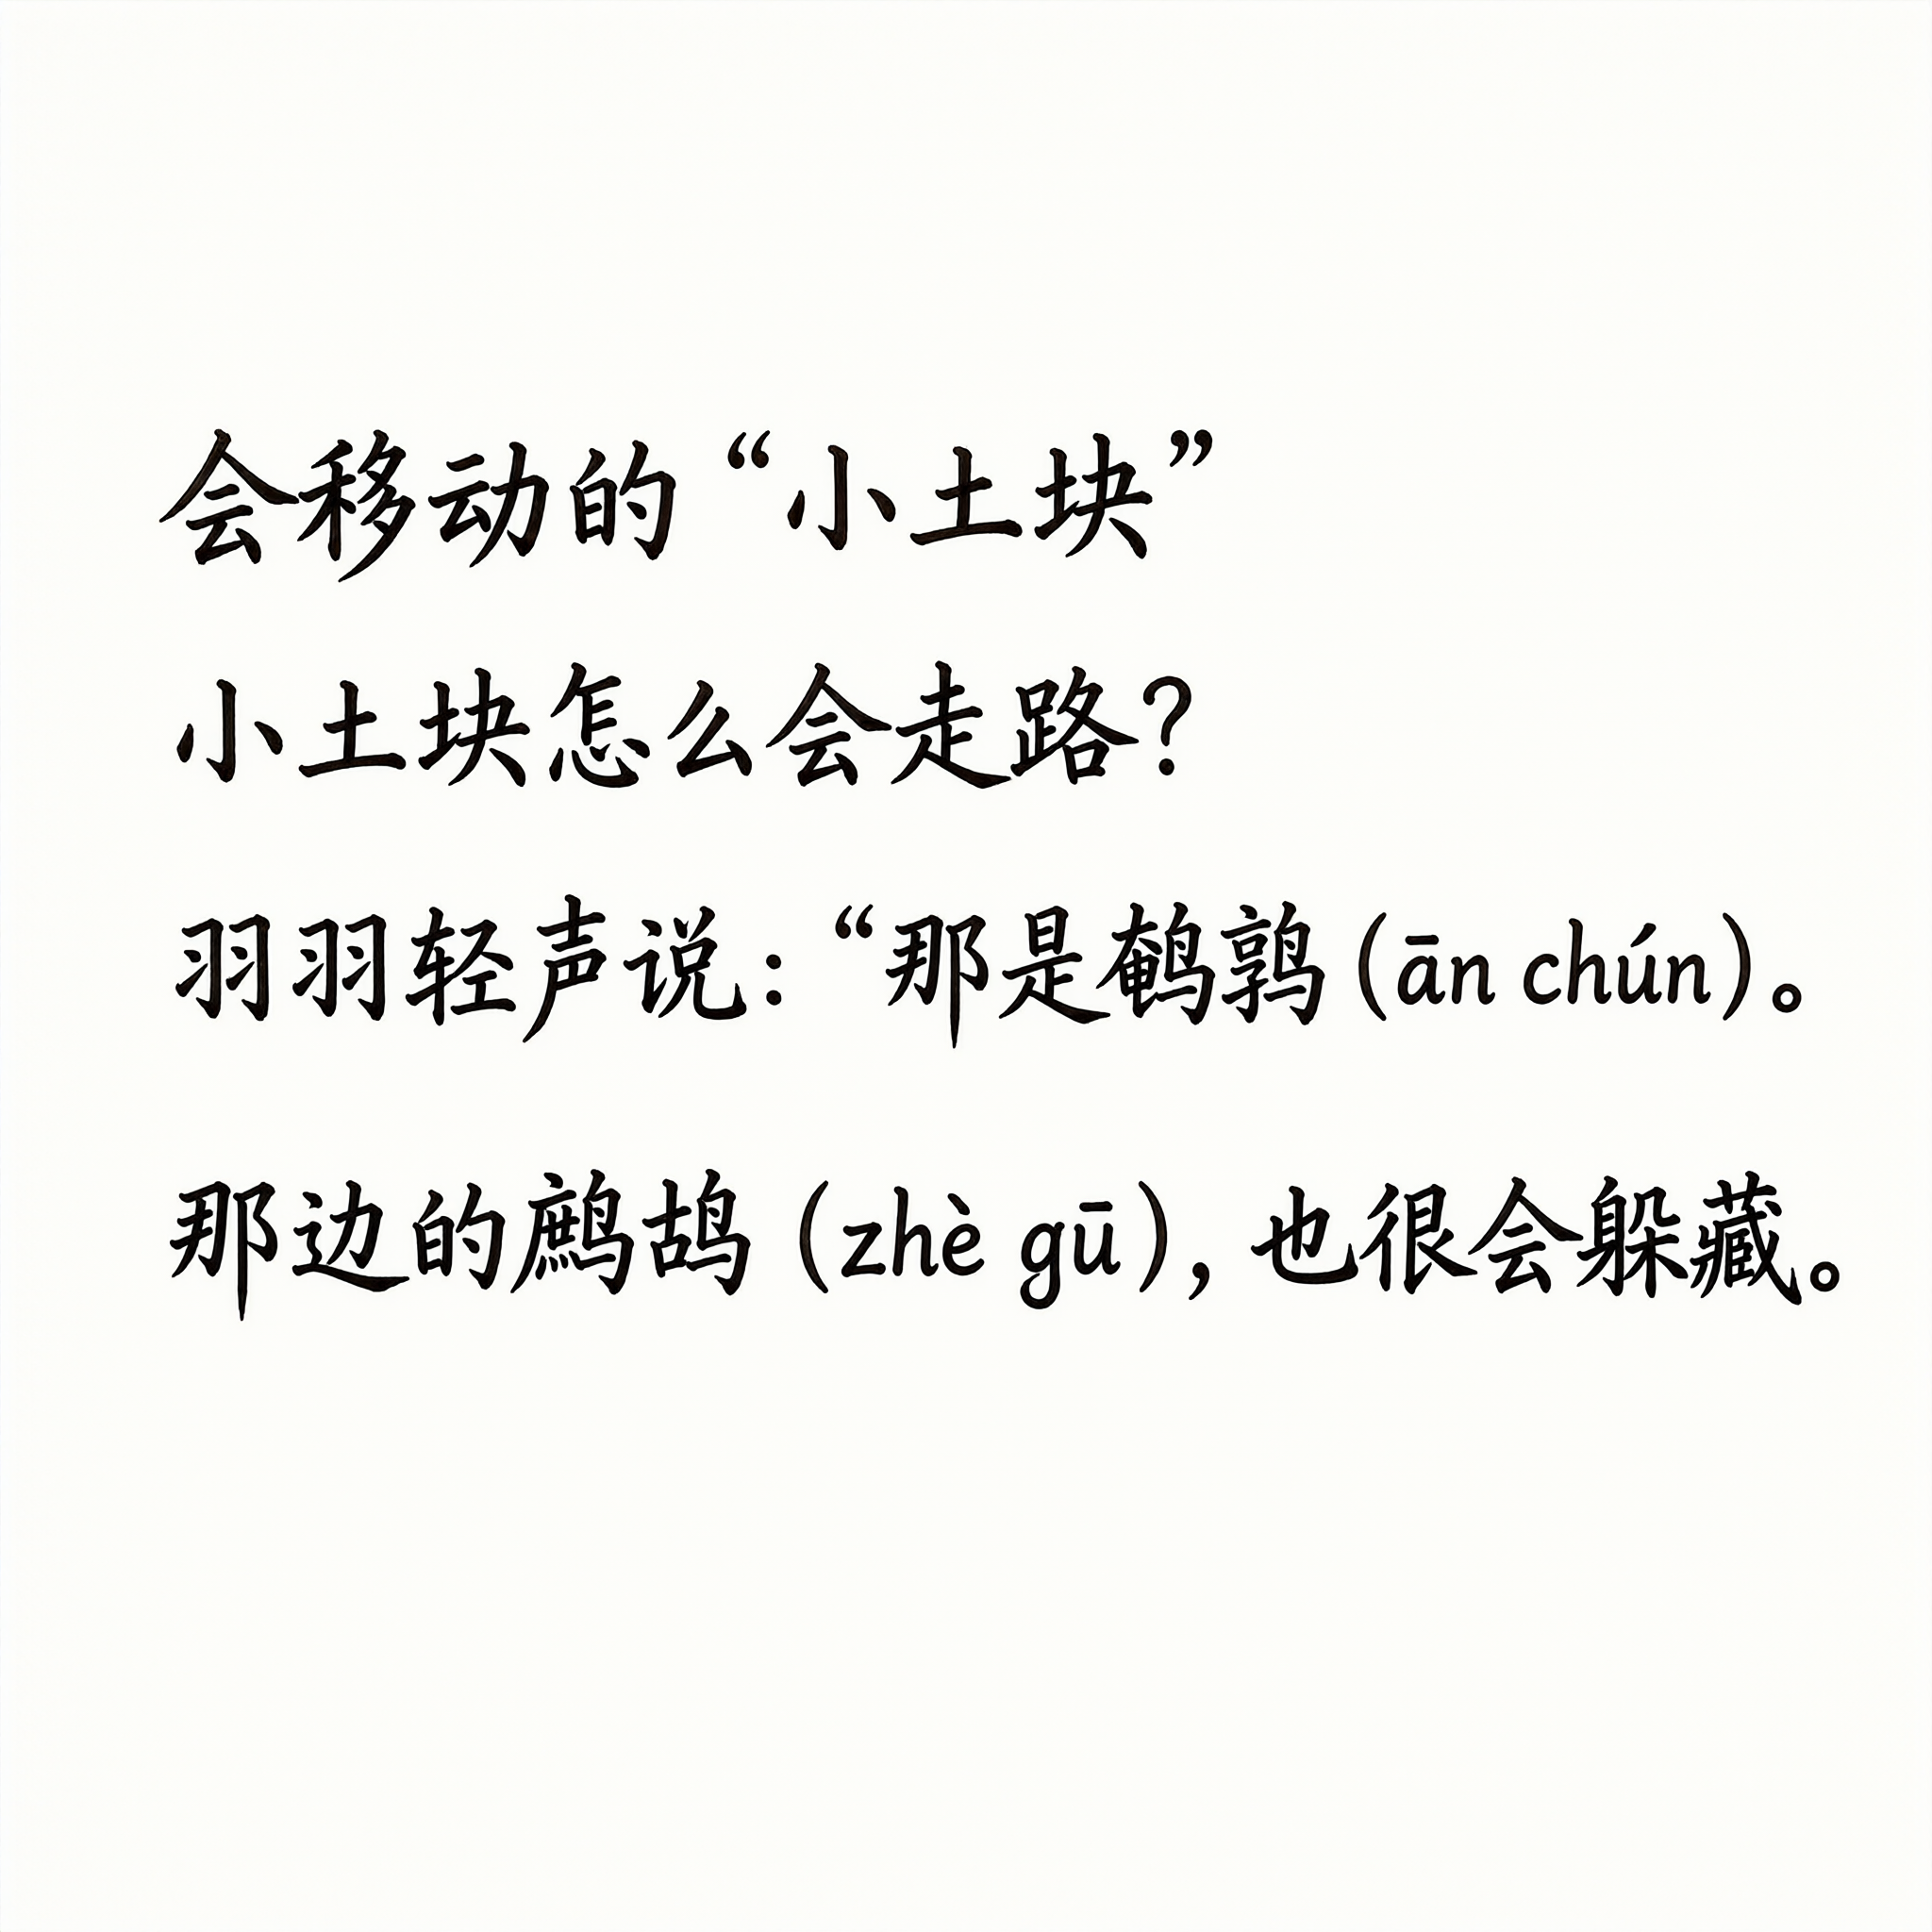 会移动的“小土块”
小土块怎么会走路？
羽羽轻声说：“那是鹌鹑(ān chún)。
那边的鹧鸪(zhè gū)，也很会躲藏。